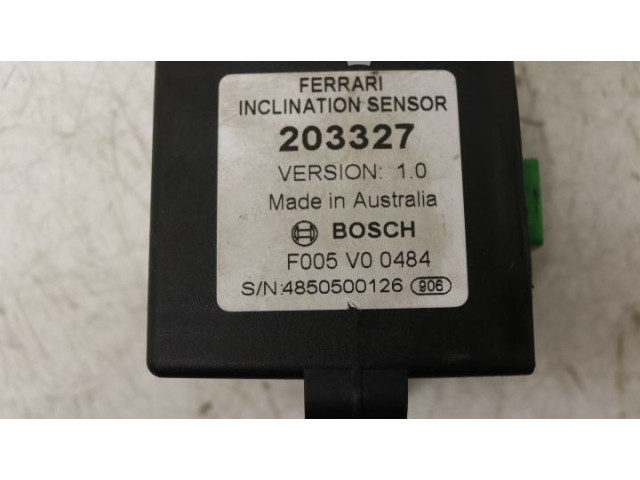 FERRARI
INCLINATION SENSOR
203327
VERSION: 1.0
Made in Australia
BOSCH
F005 V0 0484
S/N:4850500126 906